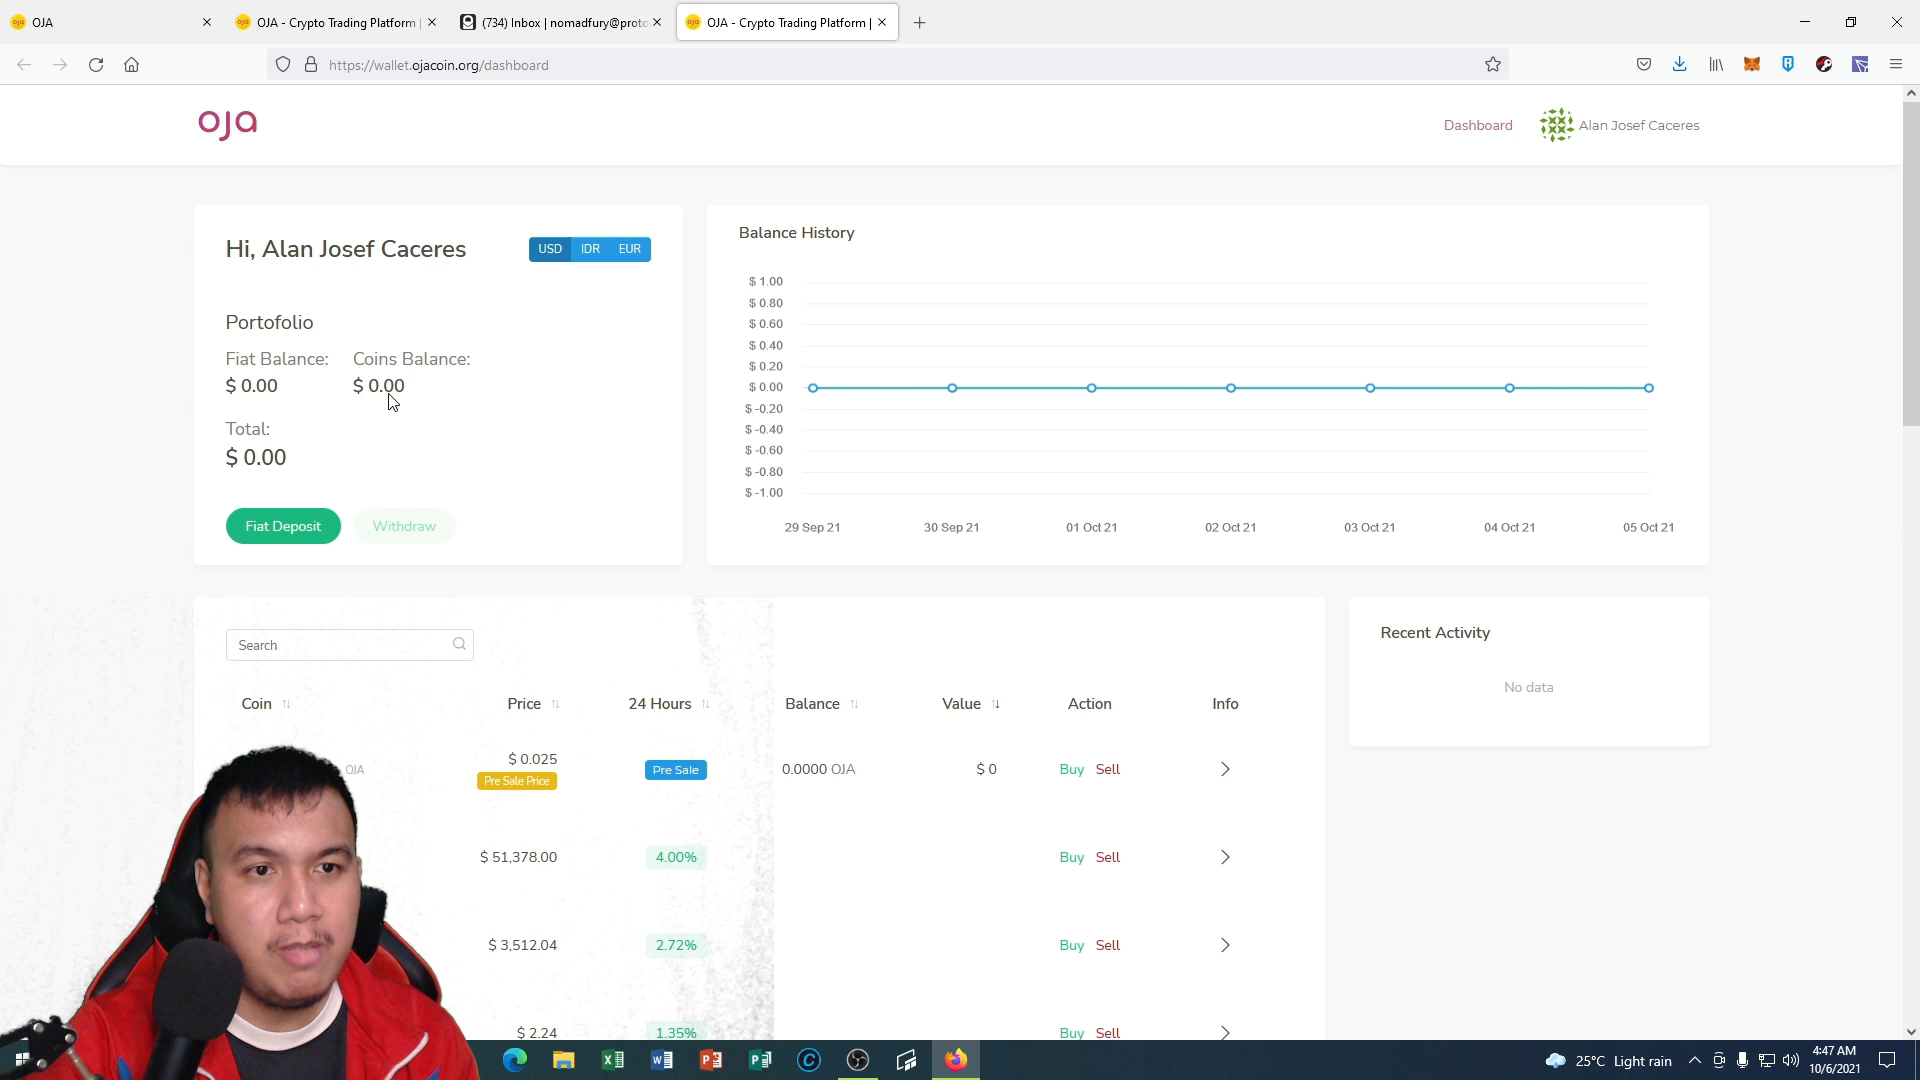 OJA
OJA - Crypto Trading Platform |
(734) Inbox | nomadfury@proto
OJA - Crypto Trading Platform |
https://wallet.ojacoin.org/dashboard
oja
Dashboard
Alan Josef Caceres
Hi, Alan Josef Caceres
USD IDR EUR
Portofolio
Fiat Balance: Coins Balance:
$ 0.00 $ 0.00
Total:
$ 0.00
Fiat Deposit Withdraw
Balance History
$ 1.00
$ 0.80
$ 0.60
$ 0.40
$ 0.20
$ 0.00
$ -0.20
$ -0.40
$ -0.60
$ -0.80
$ -1.00
29 Sep 21 30 Sep 21 01 Oct 21 02 Oct 21 03 Oct 21 04 Oct 21 05 Oct 21
Search
Coin Price 24 Hours Balance Value Action Info
OJA $ 0.025 Pre Sale 0.0000 OJA $ 0 Buy Sell
Pre Sale Price
$ 51,378.00 4.00% Buy Sell
$ 3,512.04 2.72% Buy Sell
$ 2.24 1.35% Buy Sell
Recent Activity
No data
25°C Light rain
4:47 AM
10/6/2021